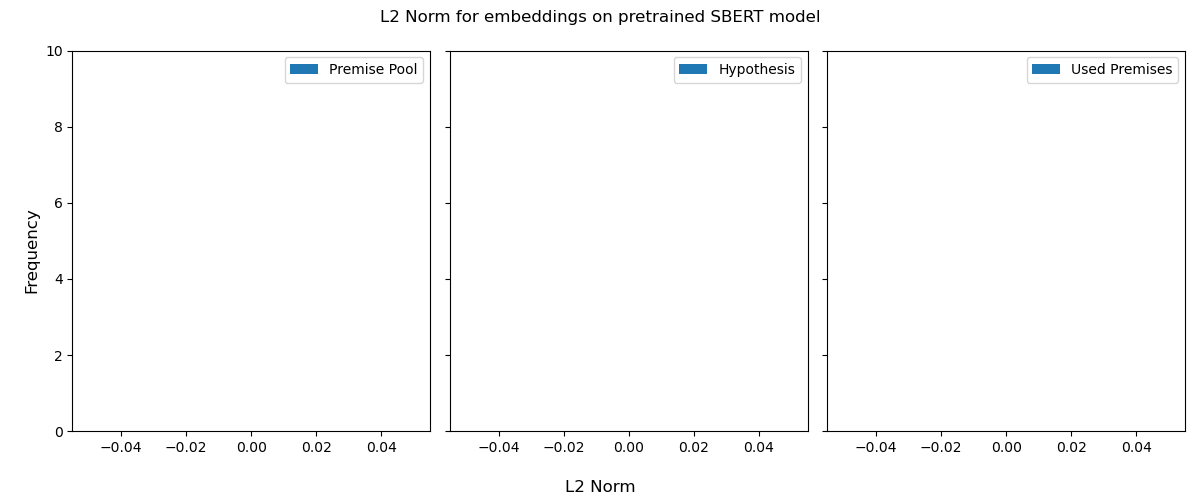 L2 Norm for embeddings on pretrained SBERT model
Premise Pool
Hypothesis
Used Premises
10
8
6
4
2
0
Frequency
−0.04 −0.02 0.00 0.02 0.04
−0.04 −0.02 0.00 0.02 0.04
−0.04 −0.02 0.00 0.02 0.04
L2 Norm